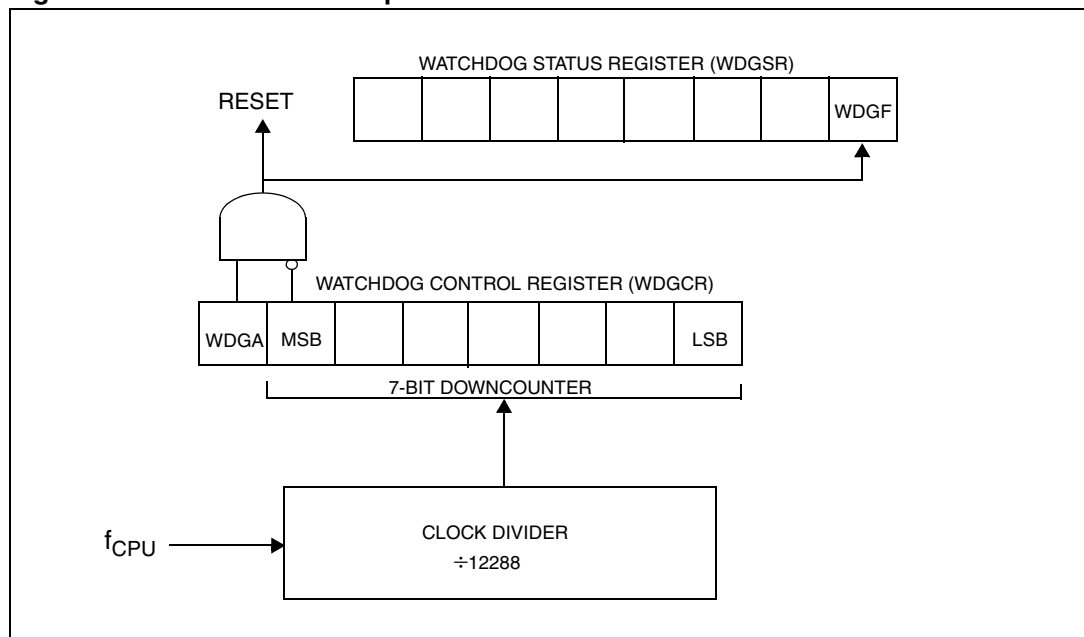 WATCHDOG STATUS REGISTER (WDGSR)
RESET
WDGF
WATCHDOG CONTROL REGISTER (WDGCR)
WDGA MSB LSB
7-BIT DOWNCOUNTER
fCPU
CLOCK DIVIDER
÷12288